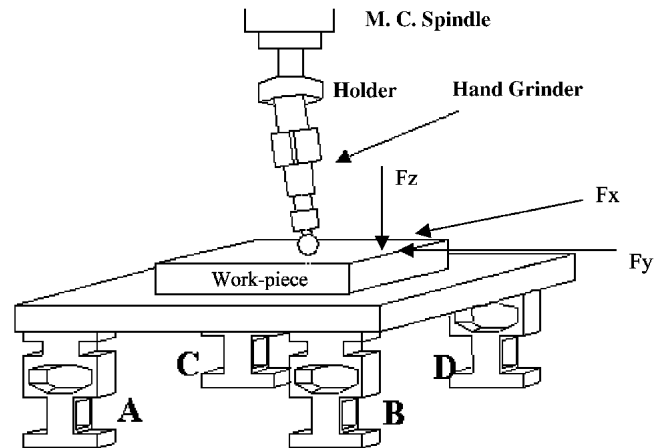 M. C. Spindle
Holder
Hand Grinder
Fz
Fx
Fy
Work-piece
C
D
A
B